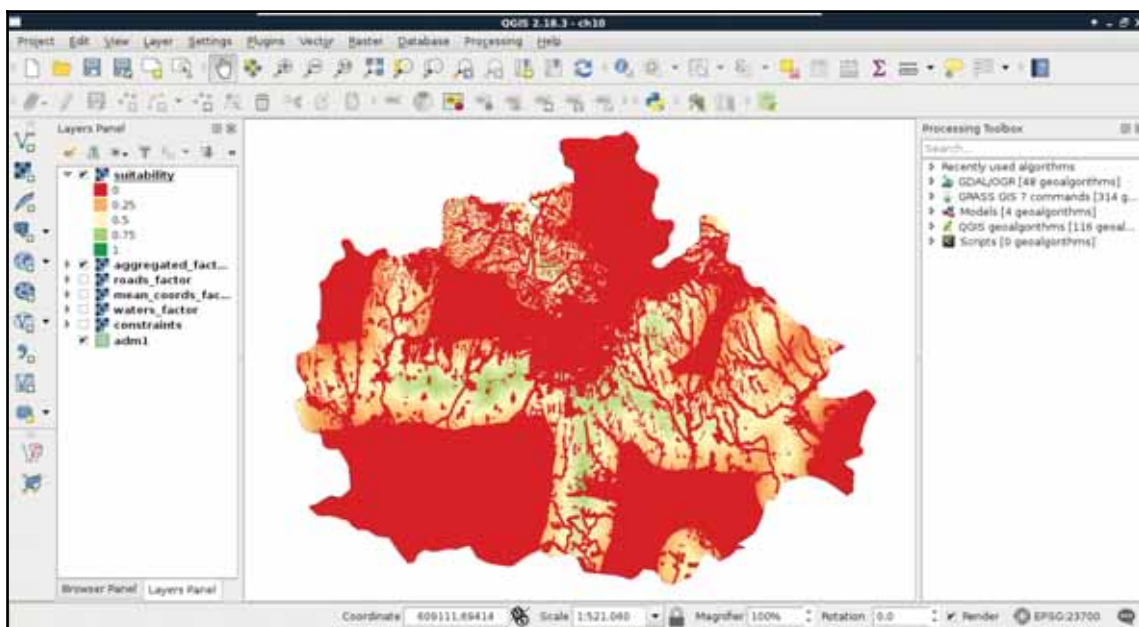 QGIS 2.18.3 - ch10
Project Edit View Layer Settings Plugins Vector Raster Database Processing Help
Layers Panel
suitability
0
0.25
0.5
0.75
1
aggregated_fact...
roads_factor
mean_coords_fac...
waters_factor
constraints
adm1
Browser Panel Layers Panel
Processing Toolbox
Search...
Recently used algorithms
GDAL/OGR [48 geoalgorithms]
GRASS GIS 7 commands [314 g...
Models [4 geoalgorithms]
QGIS geoalgorithms [116 geoal...
Scripts [0 geoalgorithms]
Coordinate 609111,69414 Scale 1:521.060 Magnifier 100% Rotation 0.0 Render EPSG:23700